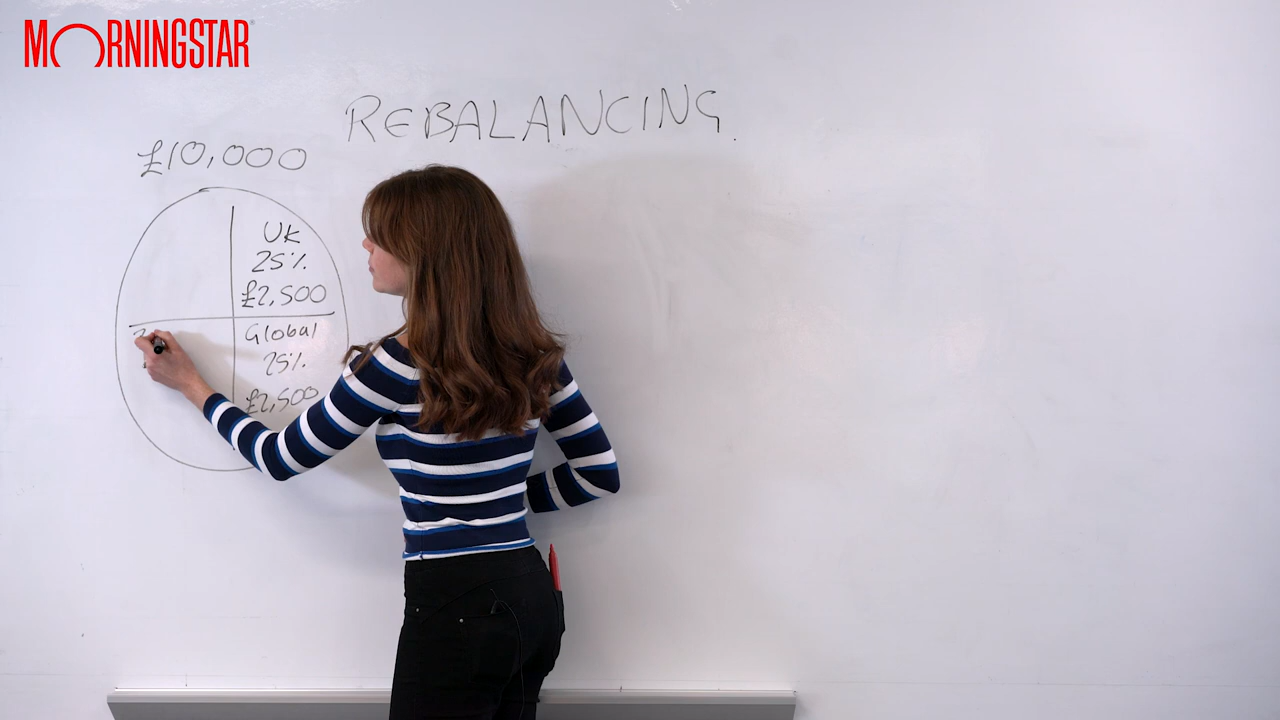 MORNINGSTAR®
REBALANCING.
£10,000
UK
25%
£2,500
Global
25%
£2,500